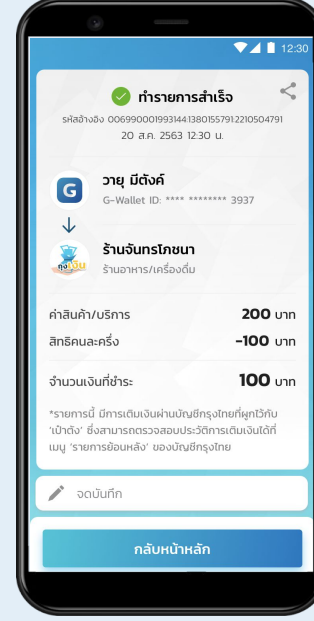 12:30
ทำรายการสำเร็จ
รหัสอ้างอิง 006990001993144138015579122210504791
20 ส.ค. 2563 12:30 น.
G
วายุ มีตังค์
G-Wallet ID: **** ******** 3937
ถุงเงิน
ร้านจันทรโภชนา
ร้านอาหาร/เครื่องดื่ม
ค่าสินค้า/บริการ 200 บาท
สิทธิคนละครึ่ง -100 บาท
จำนวนเงินที่ชำระ 100 บาท
*รายการนี้ มีการเติมเงินผ่านบัญชีกรุงไทยที่ผูกไว้กับ
'เป๋าตัง' ซึ่งสามารถตรวจสอบประวัติการเติมเงินได้ที่
เมนู 'รายการย้อนหลัง' ของบัญชีกรุงไทย
จดบันทึก
กลับหน้าหลัก